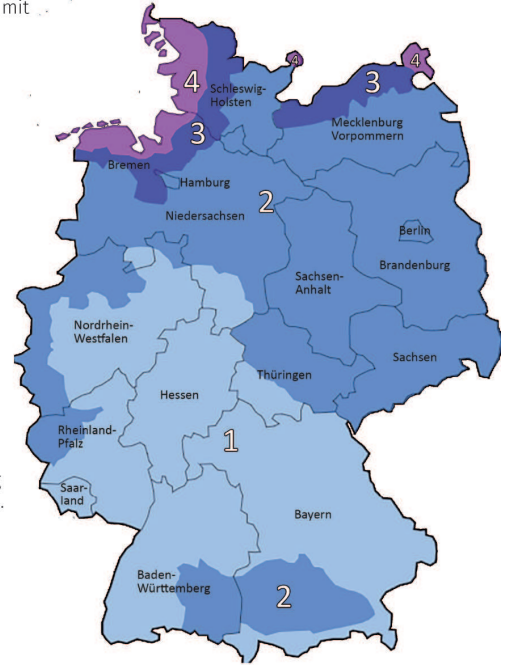 mit
4
4
4
3
Schleswig-
Holsten
3
Mecklenburg
Vorpommern
Bremen
Hamburg
2
Niedersachsen
Berlin
Brandenburg
Sachsen-
Anhalt
Nordrhein-
Westfalen
Sachsen
Thüringen
Hessen
Rheinland-
Pfalz
1
Saar-
land
Bayern
Baden-
Württemberg
2